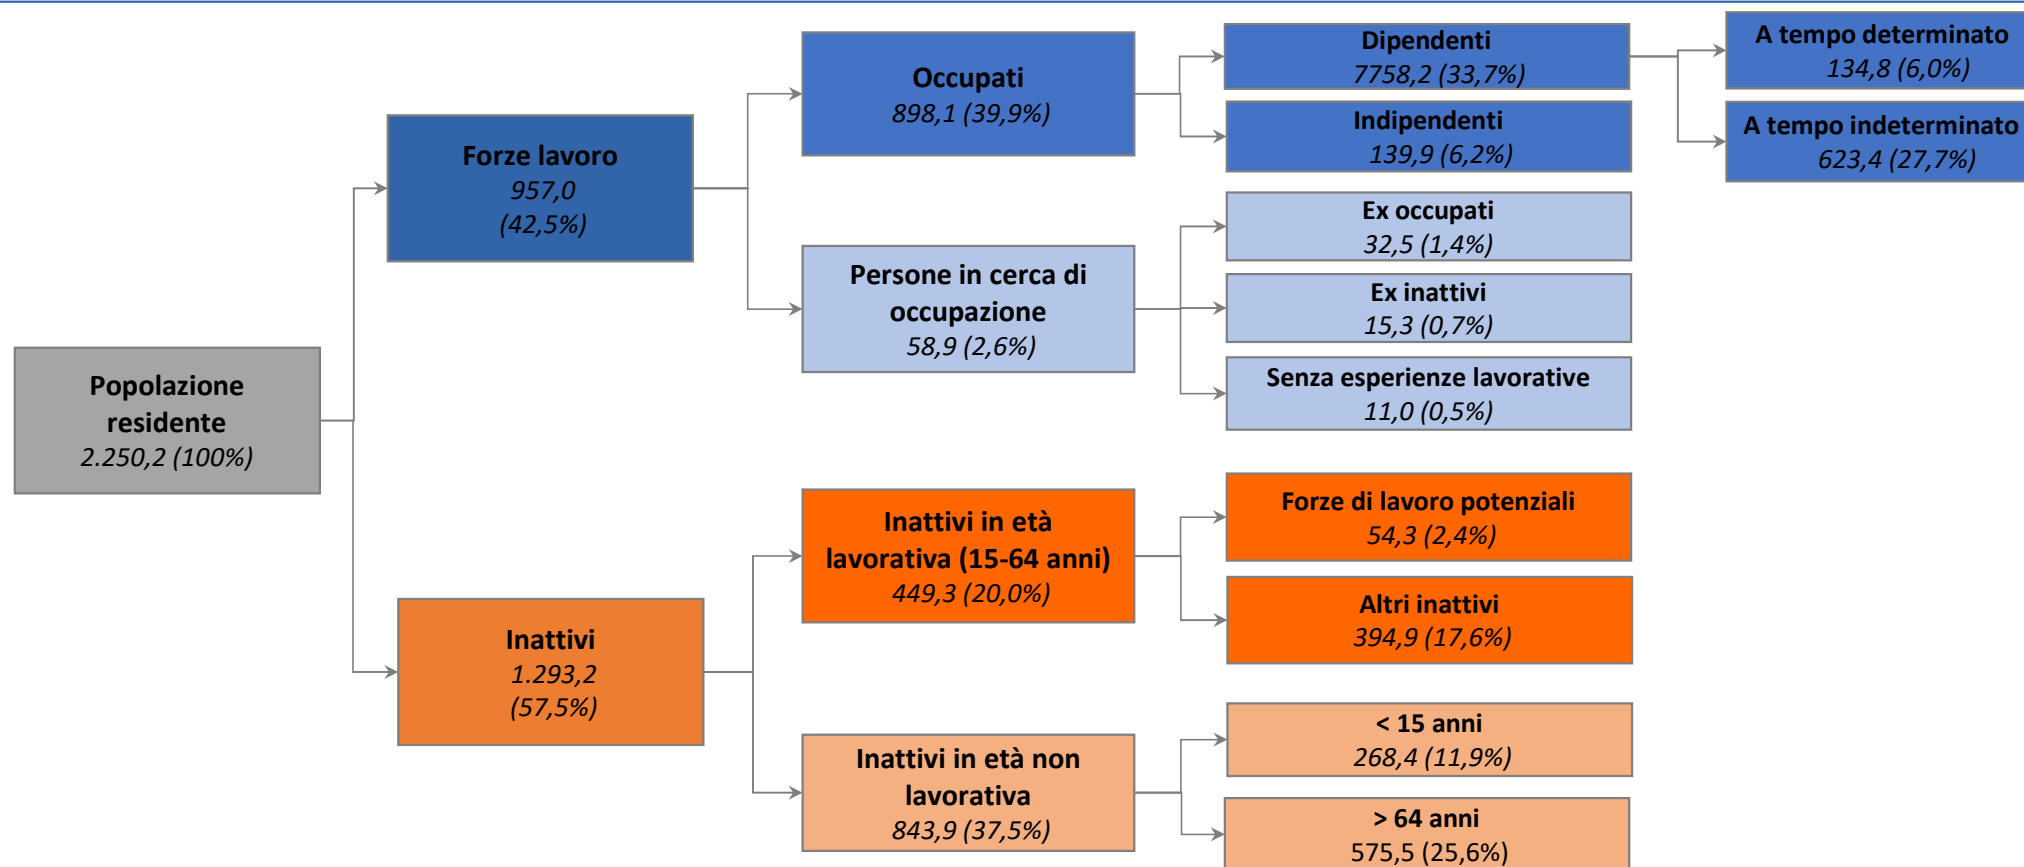 Popolazione
residente
2.250,2 (100%)
Forze lavoro
957,0
(42,5%)
Inattivi
1.293,2
(57,5%)
Occupati
898,1 (39,9%)
Persone in cerca di
occupazione
58,9 (2,6%)
Inattivi in età
lavorativa (15-64 anni)
449,3 (20,0%)
Inattivi in età non
lavorativa
843,9 (37,5%)
Dipendenti
7758,2 (33,7%)
Indipendenti
139,9 (6,2%)
Ex occupati
32,5 (1,4%)
Ex inattivi
15,3 (0,7%)
Senza esperienze lavorative
11,0 (0,5%)
Forze di lavoro potenziali
54,3 (2,4%)
Altri inattivi
394,9 (17,6%)
< 15 anni
268,4 (11,9%)
> 64 anni
575,5 (25,6%)
A tempo determinato
134,8 (6,0%)
A tempo indeterminato
623,4 (27,7%)